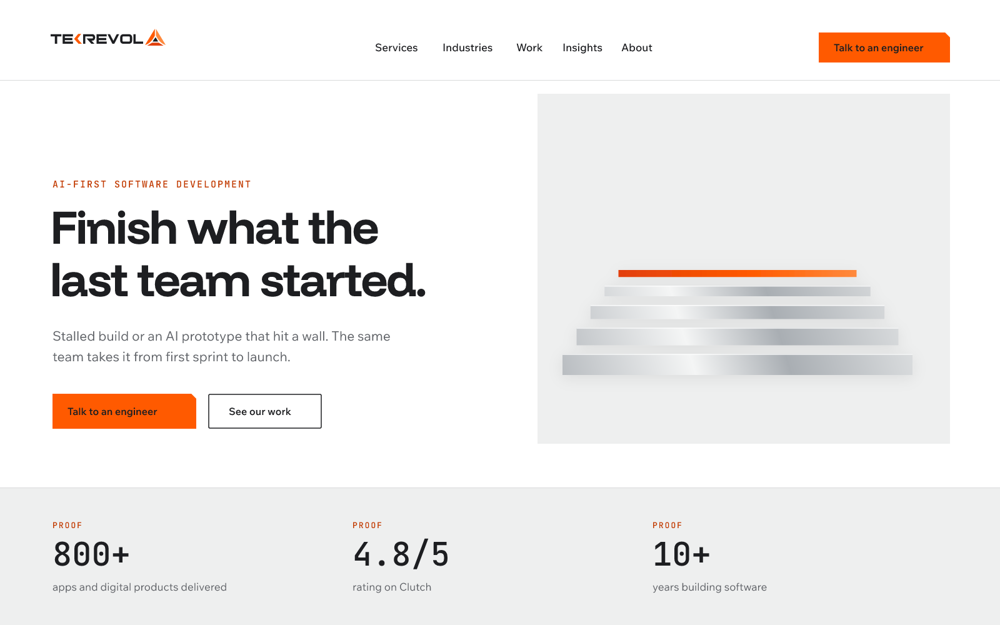 TEKREVOL
Services
Industries
Work
Insights
About
Talk to an engineer
AI-FIRST SOFTWARE DEVELOPMENT
Finish what the
last team started.
Stalled build or an AI prototype that hit a wall. The same
team takes it from first sprint to launch.
Talk to an engineer
See our work
PROOF
800+
apps and digital products delivered
PROOF
4.8/5
rating on Clutch
PROOF
10+
years building software